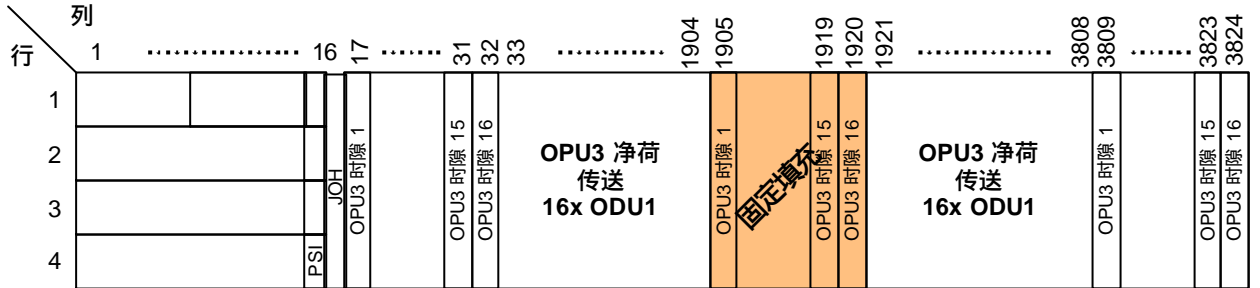 列
行
1 16 17 31 32 33 1904 1905 1919 1920 1921 3808 3809 3823 3824
1
2
3
4
PSI
JOH
OPU3 时隙 1
OPU3 时隙 15
OPU3 时隙 16
OPU3 净荷
传送
16x ODU1
OPU3 时隙 1
固定填充
OPU3 时隙 15
OPU3 时隙 16
OPU3 净荷
传送
16x ODU1
OPU3 时隙 1
OPU3 时隙 15
OPU3 时隙 16